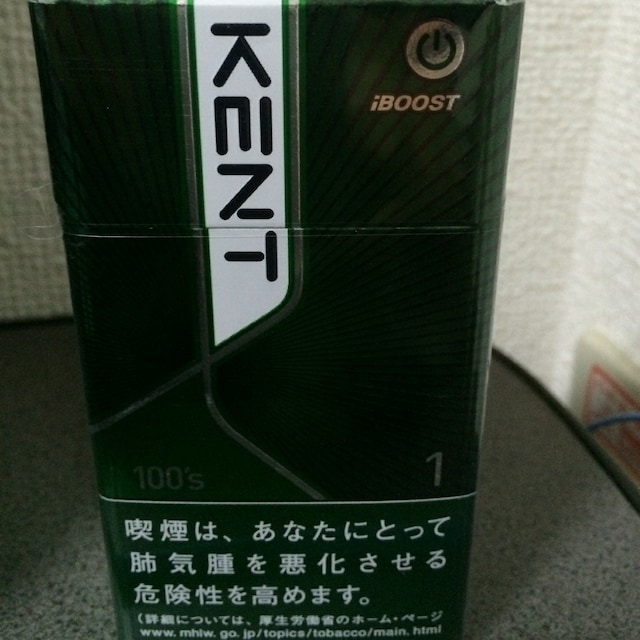 KENT
iBOOST
100's
1
喫煙は、あなたにとって
肺気腫を悪化させる
危険性を高めます。
(詳細については、厚生労働省のホーム・ページ
www.mhlw.go.jp/topics/tobacco/main.html